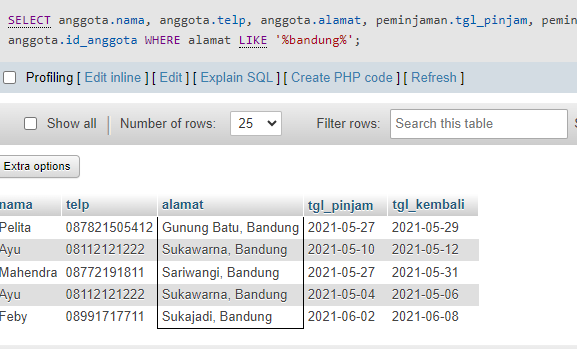 SELECT anggota.nama, anggota.telp, anggota.alamat, peminjaman.tgl_pinjam,
anggota.id_anggota WHERE alamat LIKE '%bandung%';
Profiling [ Edit inline ] [ Edit ] [ Explain SQL ] [ Create PHP code ] [ Refresh ]
Show all Number of rows: 25 Filter rows: Search this table
Extra options
nama telp alamat tgl_pinjam tgl_kembali
Pelita 087821505412 Gunung Batu, Bandung 2021-05-27 2021-05-29
Ayu 08112121222 Sukawarna, Bandung 2021-05-10 2021-05-12
Mahendra 08772191811 Sariwangi, Bandung 2021-05-27 2021-05-31
Ayu 08112121222 Sukawarna, Bandung 2021-05-04 2021-05-06
Feby 08991717711 Sukajadi, Bandung 2021-06-02 2021-06-08